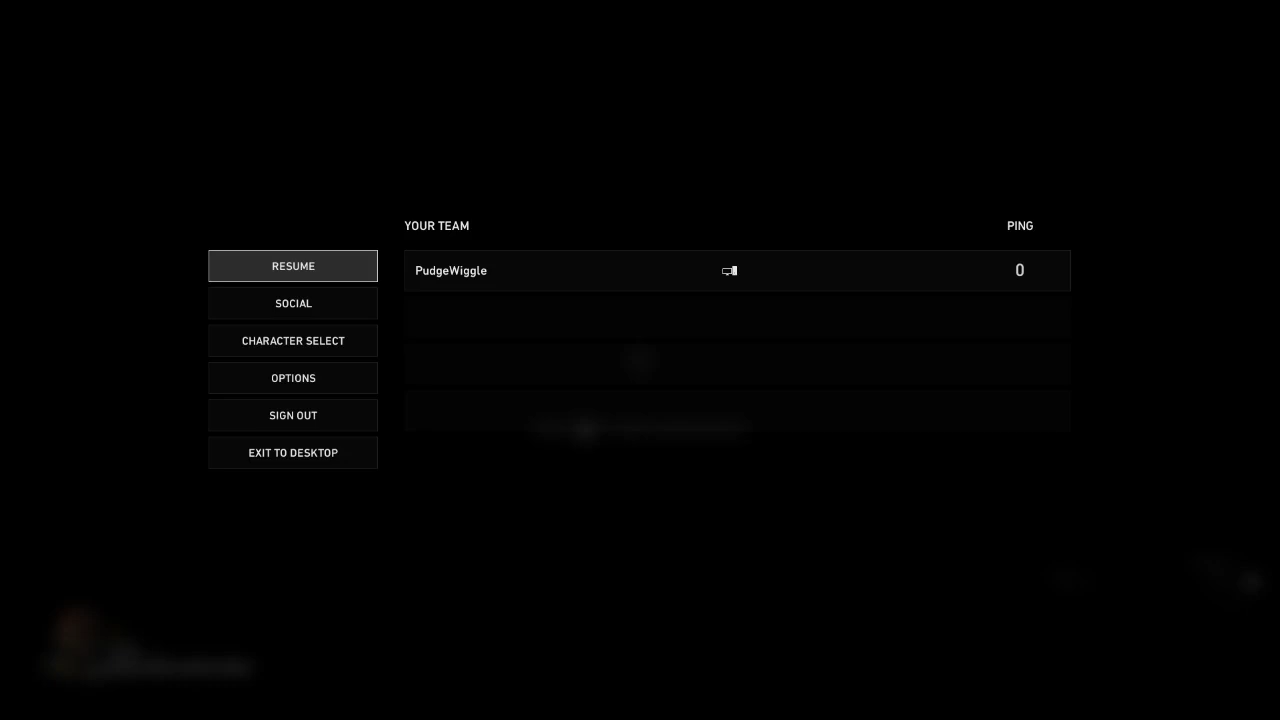 YOUR TEAM PING
RESUME
PudgeWiggle 0
SOCIAL
CHARACTER SELECT
OPTIONS
SIGN OUT
EXIT TO DESKTOP